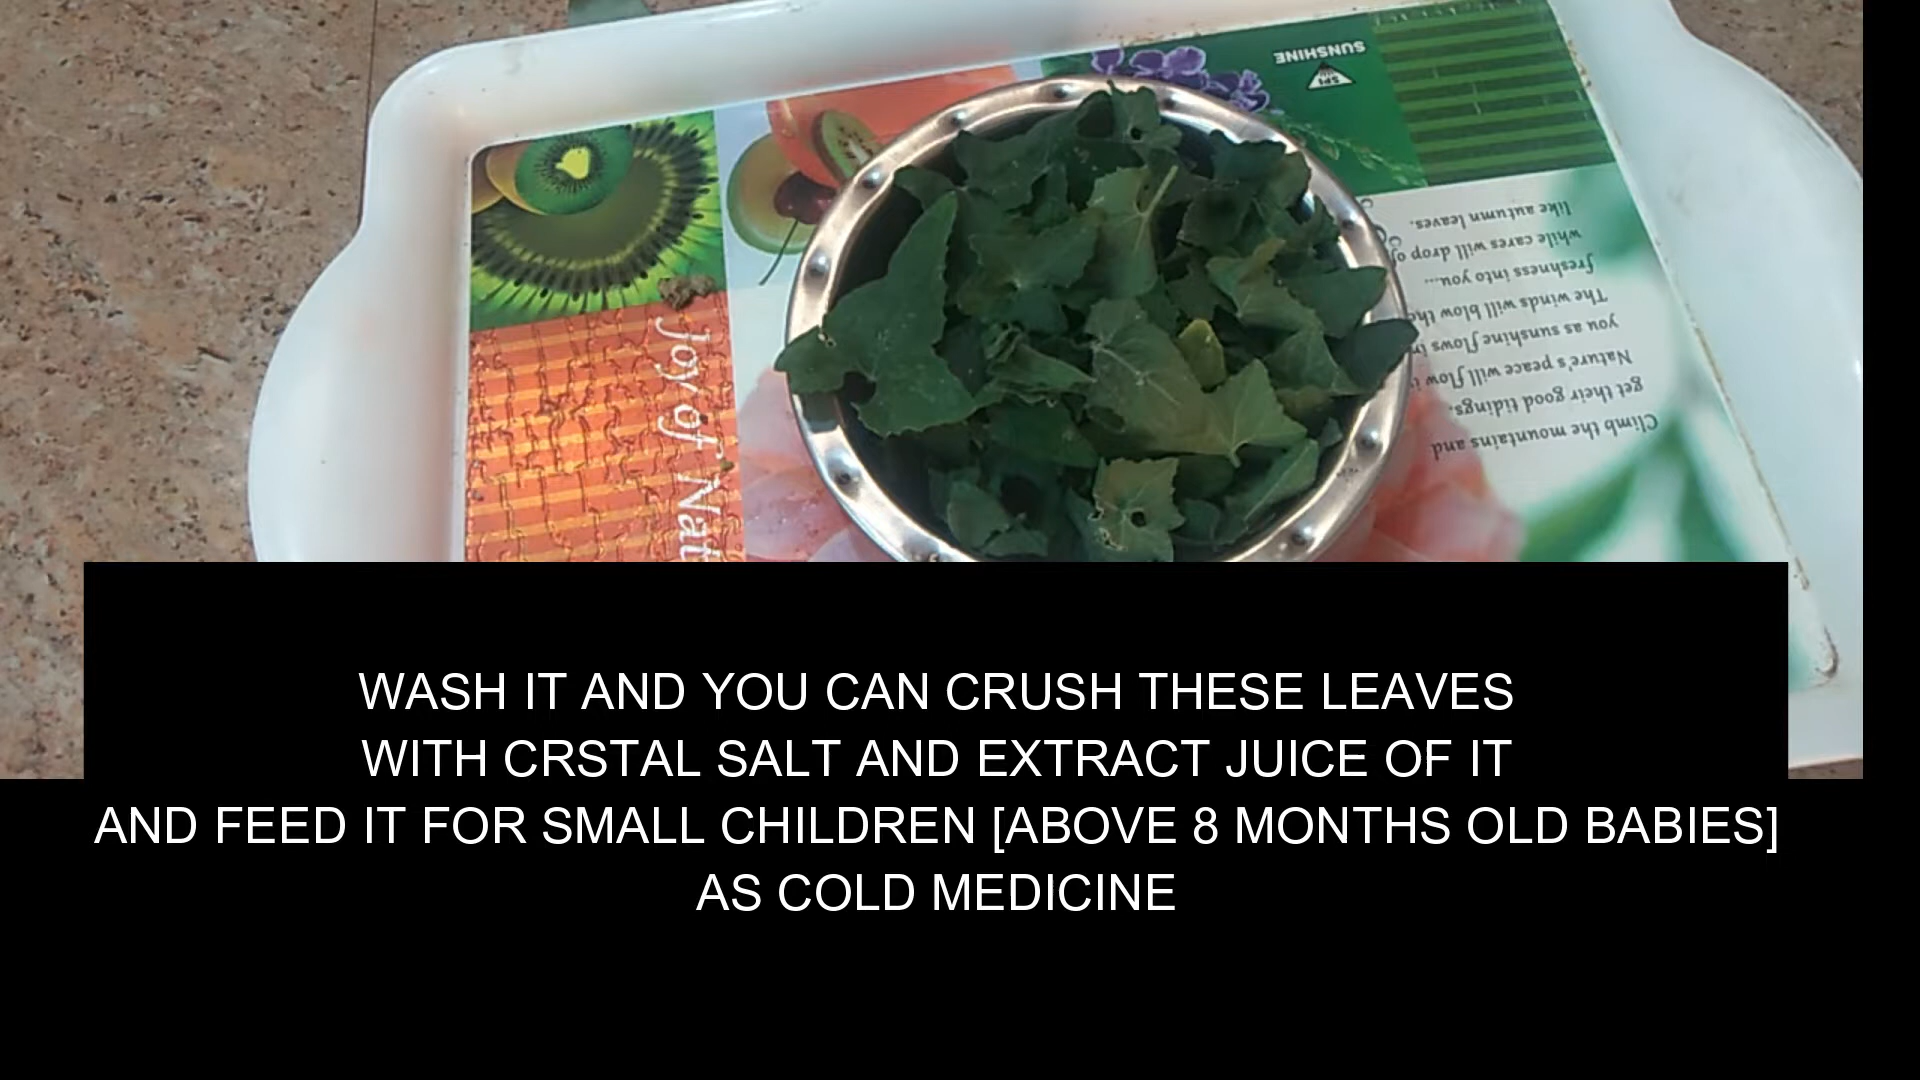 SUNSHINE
SPI
Joy of Nat
Climb the mountains and
get their good tidings.
Nature's peace will flow
you as sunshine flows
The winds will blow
freshness into you....
while cares will drop
like autumn leaves.
WASH IT AND YOU CAN CRUSH THESE LEAVES
WITH CRSTAL SALT AND EXTRACT JUICE OF IT
AND FEED IT FOR SMALL CHILDREN [ABOVE 8 MONTHS OLD BABIES]
AS COLD MEDICINE